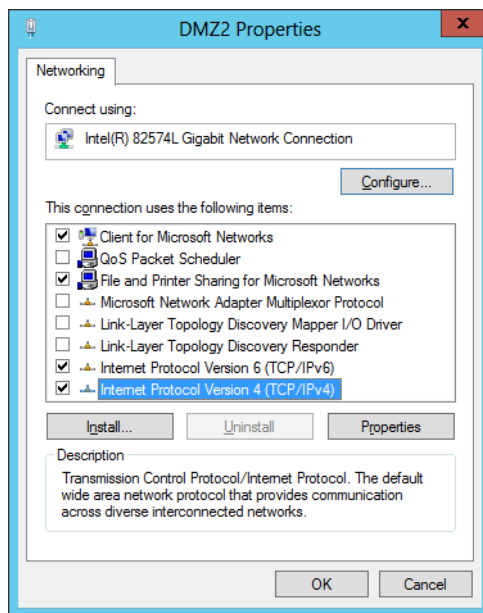 DMZ2 Properties
x
Networking
Connect using:
Intel(R) 82574L Gigabit Network Connection
Configure...
This connection uses the following items:
Client for Microsoft Networks
QoS Packet Scheduler
File and Printer Sharing for Microsoft Networks
Microsoft Network Adapter Multiplexor Protocol
Link-Layer Topology Discovery Mapper I/O Driver
Link-Layer Topology Discovery Responder
Internet Protocol Version 6 (TCP/IPv6)
Internet Protocol Version 4 (TCP/IPv4)
Install... Uninstall Properties
Description
Transmission Control Protocol/Internet Protocol. The default
wide area network protocol that provides communication
across diverse interconnected networks.
OK Cancel